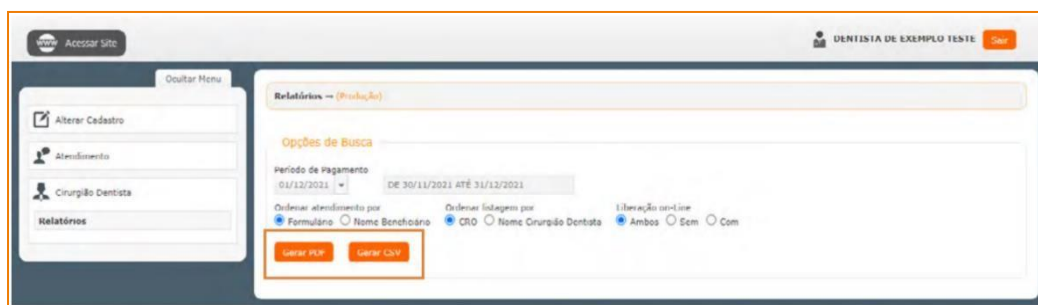 www Acessar Site
DENTISTA DE EXEMPLO TESTE Sair
Ocultar Menu
Alterar Cadastro
Atendimento
Cirurgião Dentista
Relatórios
Relatórios → (Produção)
Opções de Busca
Período de Pagamento
01/12/2021 DE 30/11/2021 ATÉ 31/12/2021
Ordenar atendimento por Ordenar listagem por Liberação on-Line
Formulário Nome Beneficiário CRO Nome Cirurgião Dentista Ambos Sem Com
Gerar PDF Gerar CSV